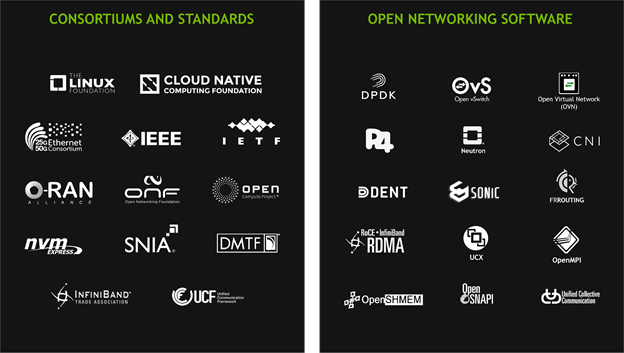 CONSORTIUMS AND STANDARDS
THE
LINUX
FOUNDATION
CLOUD NATIVE
COMPUTING FOUNDATION
25G
50G
Ethernet
Consortium
IEEE
I E T F
O-RAN
ALLIANCE
ONF
Open Networking Foundation
OPEN
Compute Project®
nvm
EXPRESS
SNIA®
DMTF
INFINIBAND™
TRADE ASSOCIATION
UCF
Unified
Communication
Framework
OPEN NETWORKING SOFTWARE
DPDK
OvS
Open vSwitch
Open Virtual Network
(OVN)
P4
Neutron
CNI
DENT
SONiC
FRROUTING
RoCE • InfiniBand
RDMA
UCX
OpenMPI
OpenSHMEM
Open
SNAPI
Unified Collective
Communication